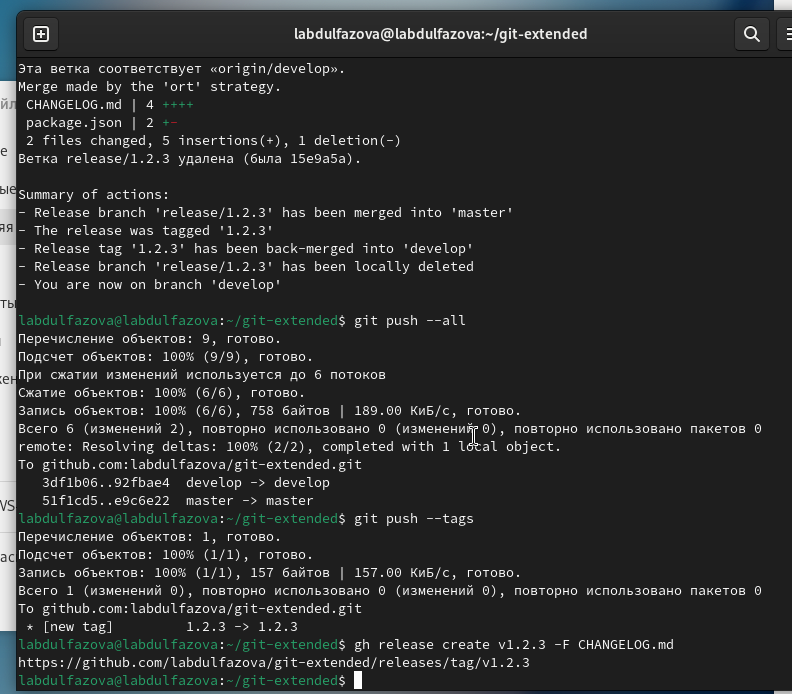 labdulfazova@labdulfazova:~/git-extended
Эта ветка соответствует «origin/develop».
Merge made by the 'ort' strategy.
CHANGELOG.md | 4 ++++
package.json | 2 +-
2 files changed, 5 insertions(+), 1 deletion(-)
Ветка release/1.2.3 удалена (была 15e9a5a).
Summary of actions:
- Release branch 'release/1.2.3' has been merged into 'master'
- The release was tagged '1.2.3'
- Release tag '1.2.3' has been back-merged into 'develop'
- Release branch 'release/1.2.3' has been locally deleted
- You are now on branch 'develop'
labdulfazova@labdulfazova:~/git-extended$ git push --all
Перечисление объектов: 9, готово.
Подсчет объектов: 100% (9/9), готово.
При сжатии изменений используется до 6 потоков
Сжатие объектов: 100% (6/6), готово.
Запись объектов: 100% (6/6), 758 байтов | 189.00 КиБ/с, готово.
Всего 6 (изменений 2), повторно использовано 0 (изменений 0), повторно использовано пакетов 0
remote: Resolving deltas: 100% (2/2), completed with 1 local object.
To github.com:labdulfazova/git-extended.git
3df1b06..92fbae4  develop -> develop
51f1cd5..e9c6e22  master -> master
labdulfazova@labdulfazova:~/git-extended$ git push --tags
Перечисление объектов: 1, готово.
Подсчет объектов: 100% (1/1), готово.
Запись объектов: 100% (1/1), 157 байтов | 157.00 КиБ/с, готово.
Всего 1 (изменений 0), повторно использовано 0 (изменений 0), повторно использовано пакетов 0
To github.com:labdulfazova/git-extended.git
* [new tag]         1.2.3 -> 1.2.3
labdulfazova@labdulfazova:~/git-extended$ gh release create v1.2.3 -F CHANGELOG.md
https://github.com/labdulfazova/git-extended/releases/tag/v1.2.3
labdulfazova@labdulfazova:~/git-extended$